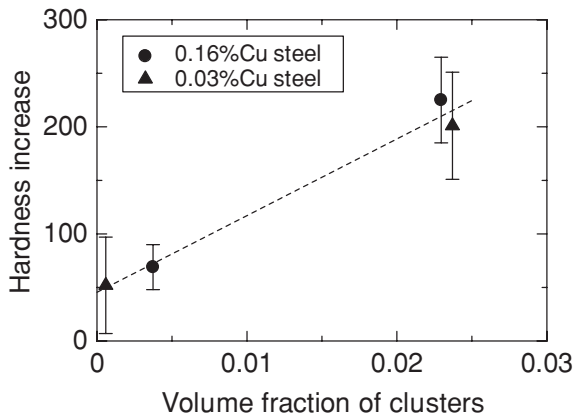 300
0.16%Cu steel
0.03%Cu steel
200
Hardness increase
100
0
0 0.01 0.02 0.03
Volume fraction of clusters